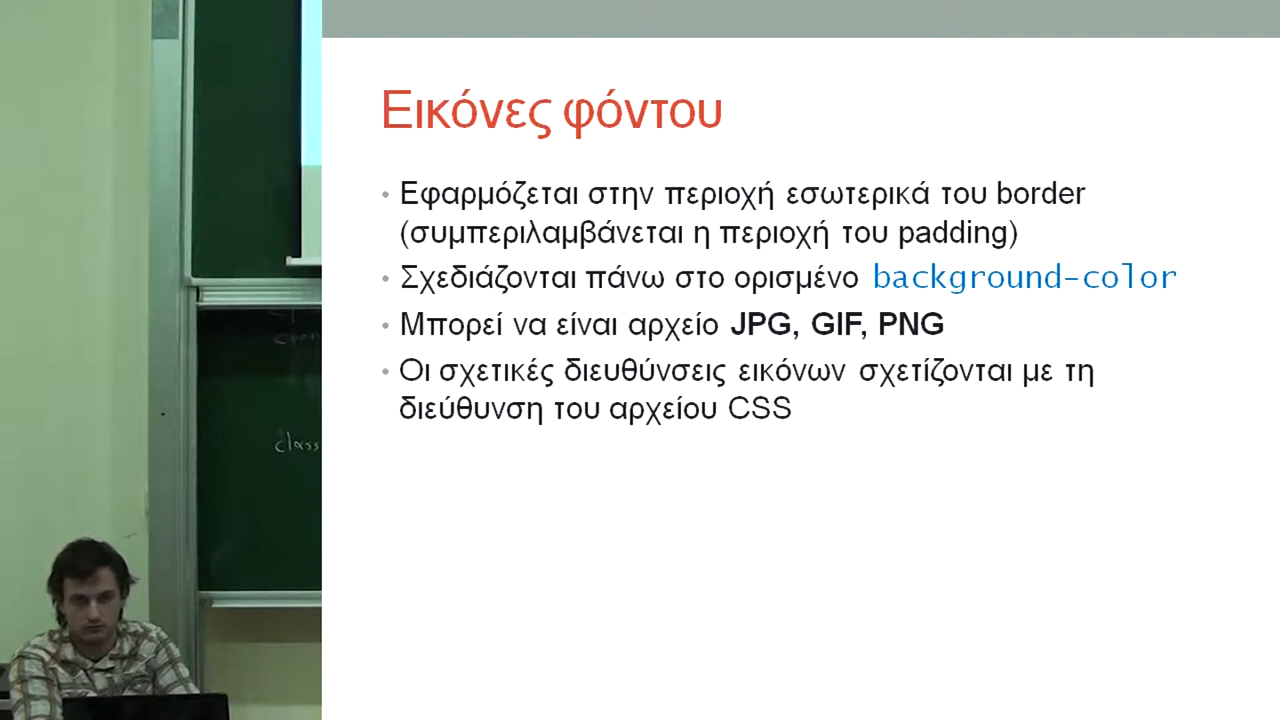 Εικόνες φόντου
• Εφαρμόζεται στην περιοχή εσωτερικά του border
(συμπεριλαμβάνεται η περιοχή του padding)
• Σχεδιάζονται πάνω στο ορισμένο background-color
• Μπορεί να είναι αρχείο JPG, GIF, PNG
• Οι σχετικές διευθύνσεις εικόνων σχετίζονται με τη
διεύθυνση του αρχείου CSS
class